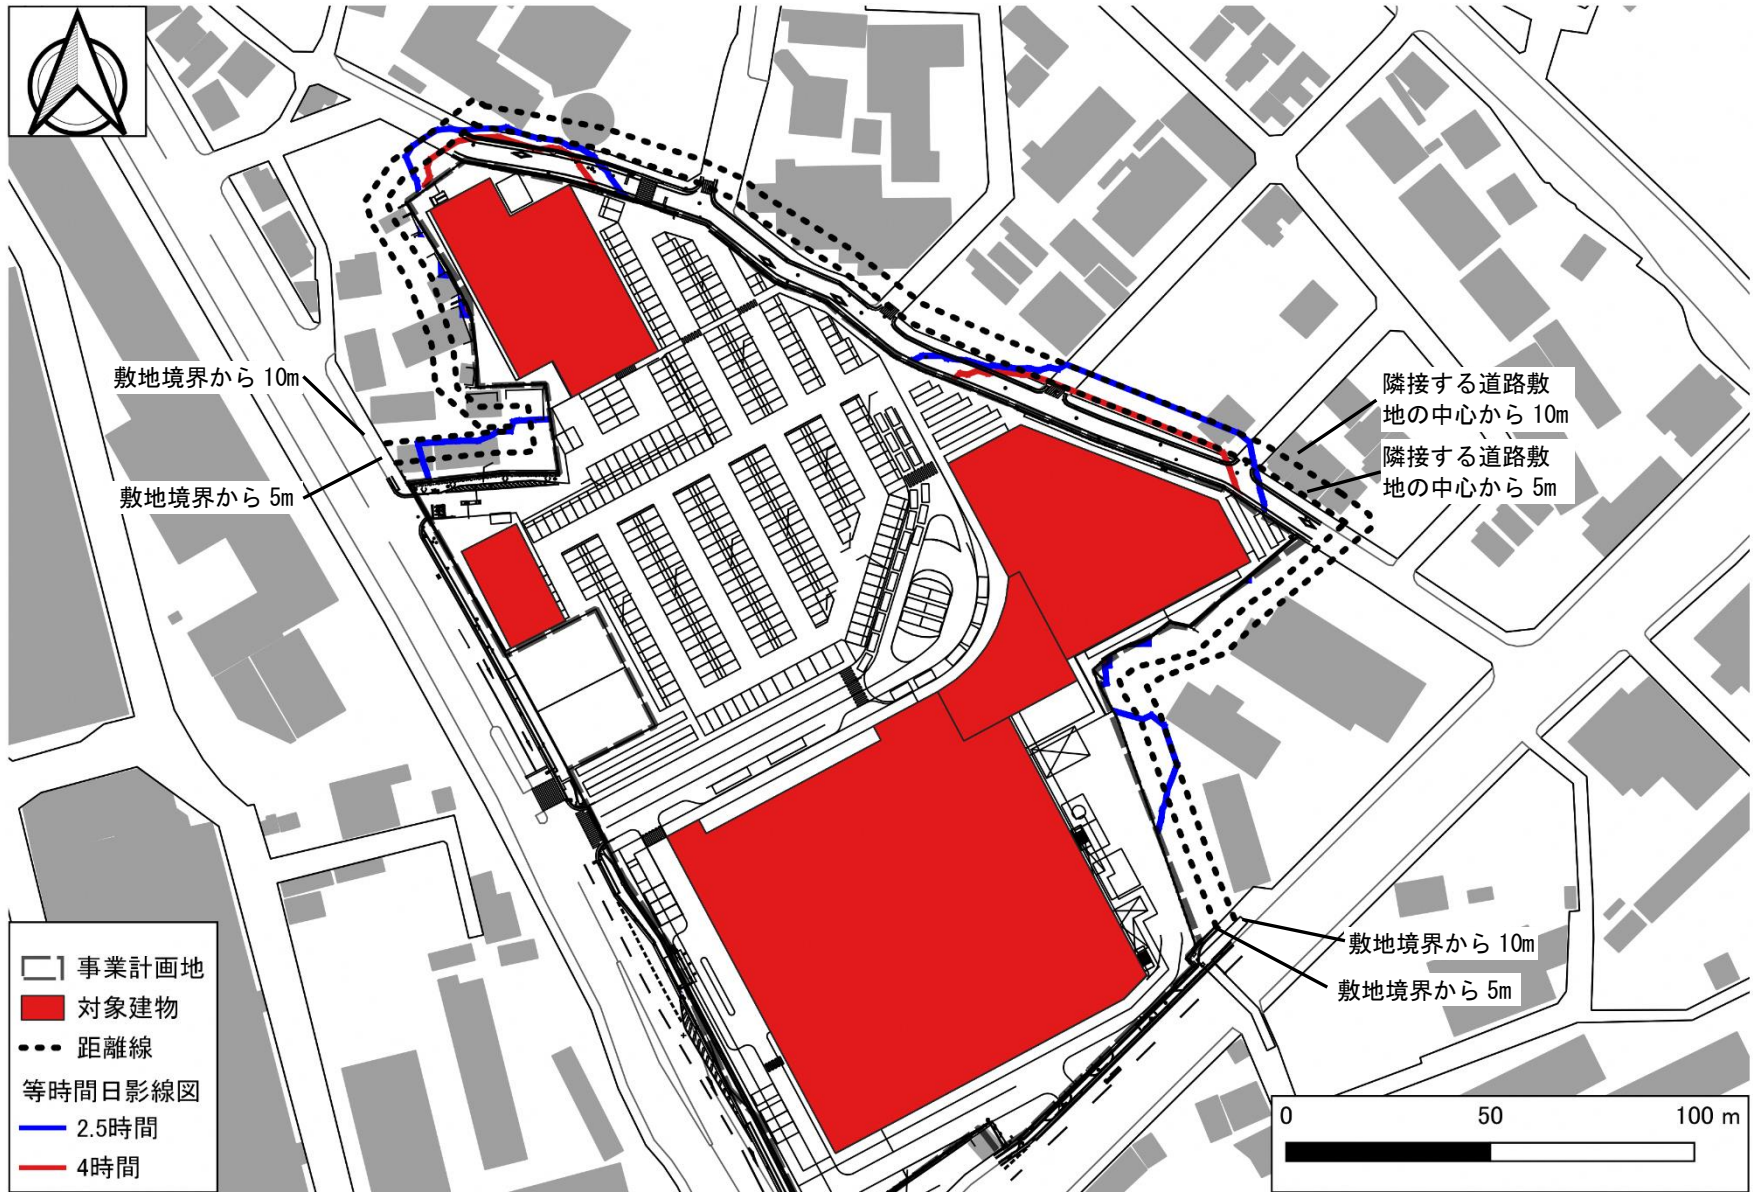 敷地境界から 10m
敷地境界から 5m
隣接する道路敷
地の中心から 10m
隣接する道路敷
地の中心から 5m
敷地境界から 10m
敷地境界から 5m
事業計画地
対象建物
距離線
等時間日影線図
2.5時間
4時間
0 50 100 m